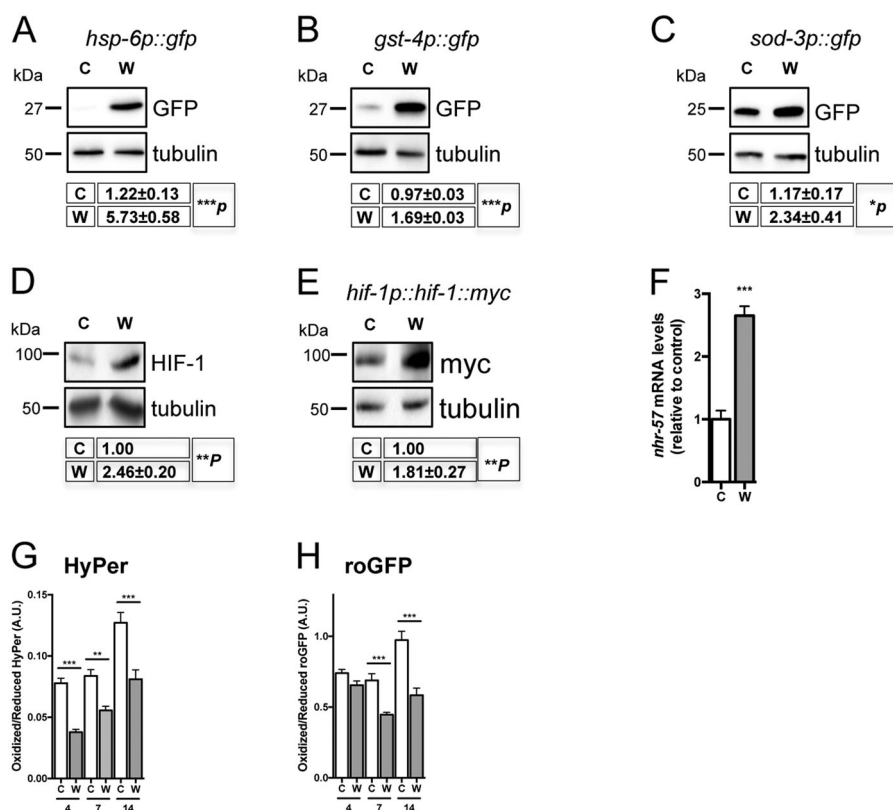 A
hsp-6p::gfp
C W
kDa
27
GFP
50
tubulin
C 1.22±0.13
W 5.73±0.58
***p
B
gst-4p::gfp
C W
kDa
27
GFP
50
tubulin
C 0.97±0.03
W 1.69±0.03
***p
C
sod-3p::gfp
C W
kDa
25
GFP
50
tubulin
C 1.17±0.17
W 2.34±0.41
*p
D
C W
kDa
100
HIF-1
50
tubulin
C 1.00
W 2.46±0.20
**P
E
hif-1p::hif-1::myc
C W
kDa
100
myc
50
tubulin
C 1.00
W 1.81±0.27
**P
F
nhr-57 mRNA levels
(relative to control)
3
2
1
0
***
C W
G HyPer
Oxidized/Reduced HyPer (A.U.)
0.15
0.10
0.05
0.00
*** ** ***
C W C W C W
4 7 14
H roGFP
Oxidized/Reduced roGFP (A.U.)
1.0
0.5
0.0
*** ***
C W C W C W
4 7 14